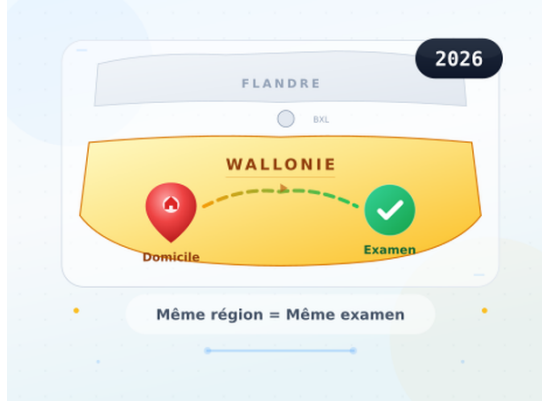 2026
FLANDRE
BXL
WALLONIE
Domicile
Examen
Même région = Même examen